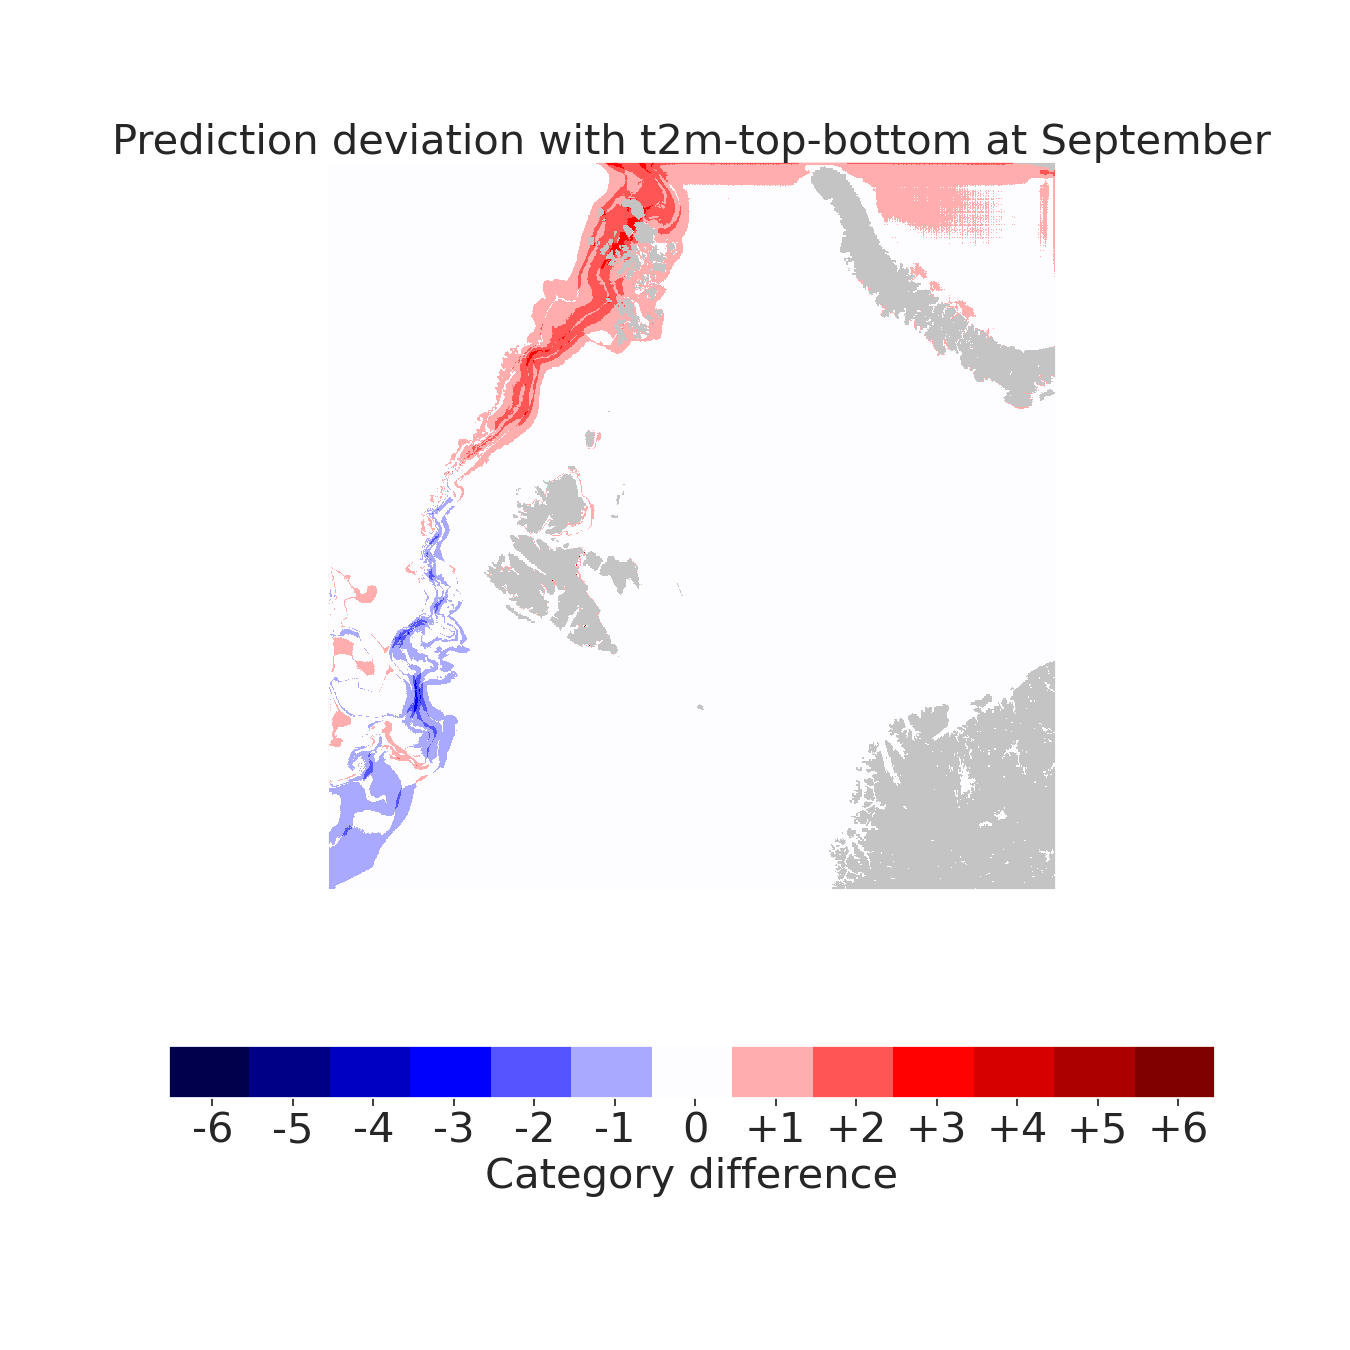 Prediction deviation with t2m-top-bottom at September
-6 -5 -4 -3 -2 -1 0 +1 +2 +3 +4 +5 +6
Category difference